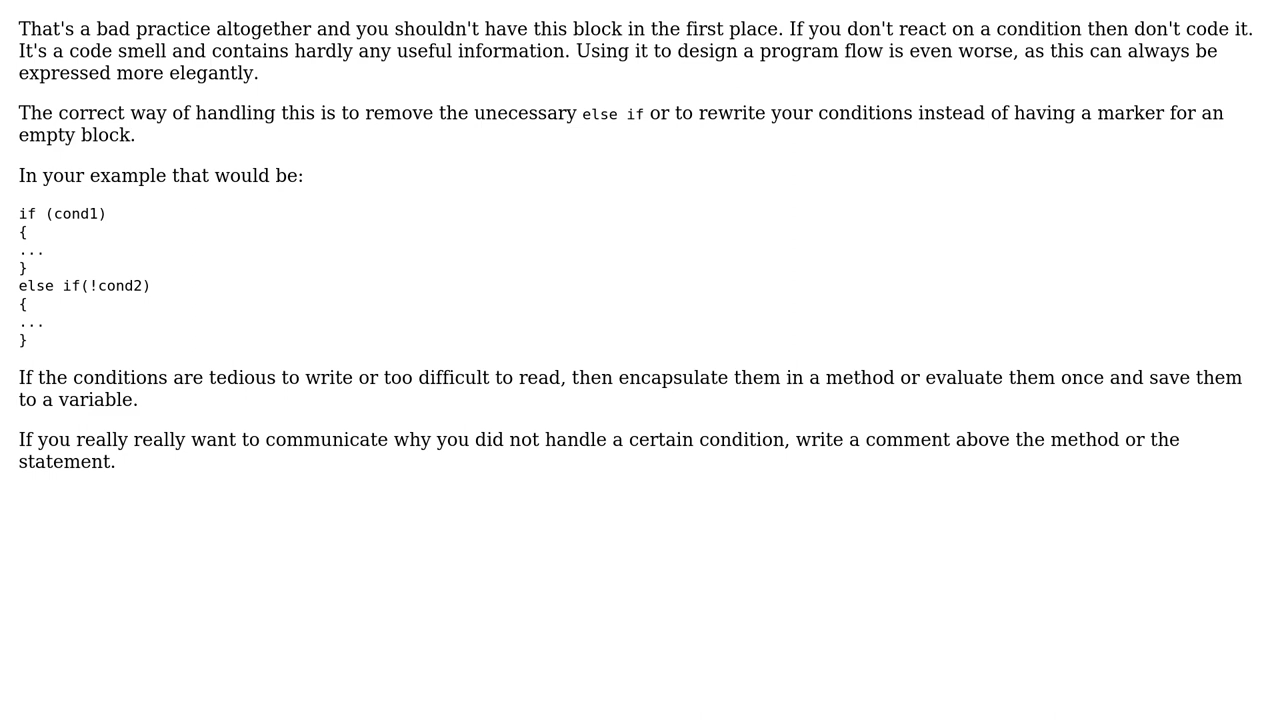 That's a bad practice altogether and you shouldn't have this block in the first place. If you don't react on a condition then don't code it.
It's a code smell and contains hardly any useful information. Using it to design a program flow is even worse, as this can always be
expressed more elegantly.
The correct way of handling this is to remove the unecessary else if or to rewrite your conditions instead of having a marker for an
empty block.
In your example that would be:
if (cond1)
{
...
}
else if(!cond2)
{
...
}
If the conditions are tedious to write or too difficult to read, then encapsulate them in a method or evaluate them once and save them
to a variable.
If you really really want to communicate why you did not handle a certain condition, write a comment above the method or the
statement.